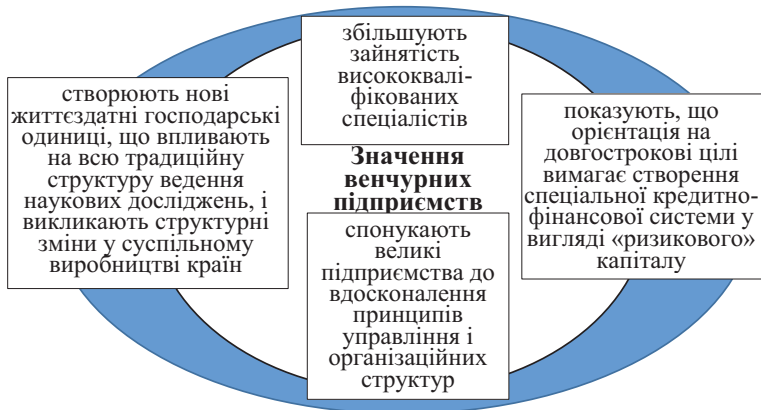 збільшують
зайнятість
висококвалі-
фікованих
спеціалістів
створюють нові
життєздатні господарські
одиниці, що впливають
на всю традиційну
структуру ведення
наукових досліджень, і
викликають структурні
зміни у суспільному
виробництві країн
Значення
венчурних
підприємств
показують, що
орієнтація на
довгострокові цілі
вимагає створення
спеціальної кредитно-
фінансової системи у
вигляді «ризикового»
капіталу
спонукають
великі
підприємства до
вдосконалення
принципів
управління і
організаційних
структур